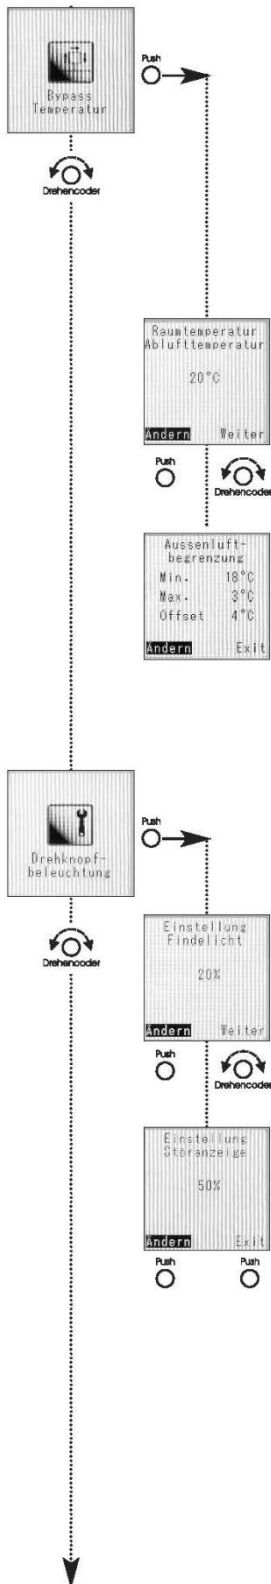 Bypass
Temperatur
Push
Drehencoder
Raumtemperatur
Ablufttemperatur
20°C
Ändern Weiter
Push
Drehencoder
Aussenluft-
begrenzung
Min. 18°C
Max. 3°C
Offset 4°C
Ändern Exit
Drehknopf-
beleuchtung
Push
Drehencoder
Einstellung
Findelicht
20%
Ändern Weiter
Push
Drehencoder
Einstellung
Störanzeige
50%
Ändern Exit
Push Push